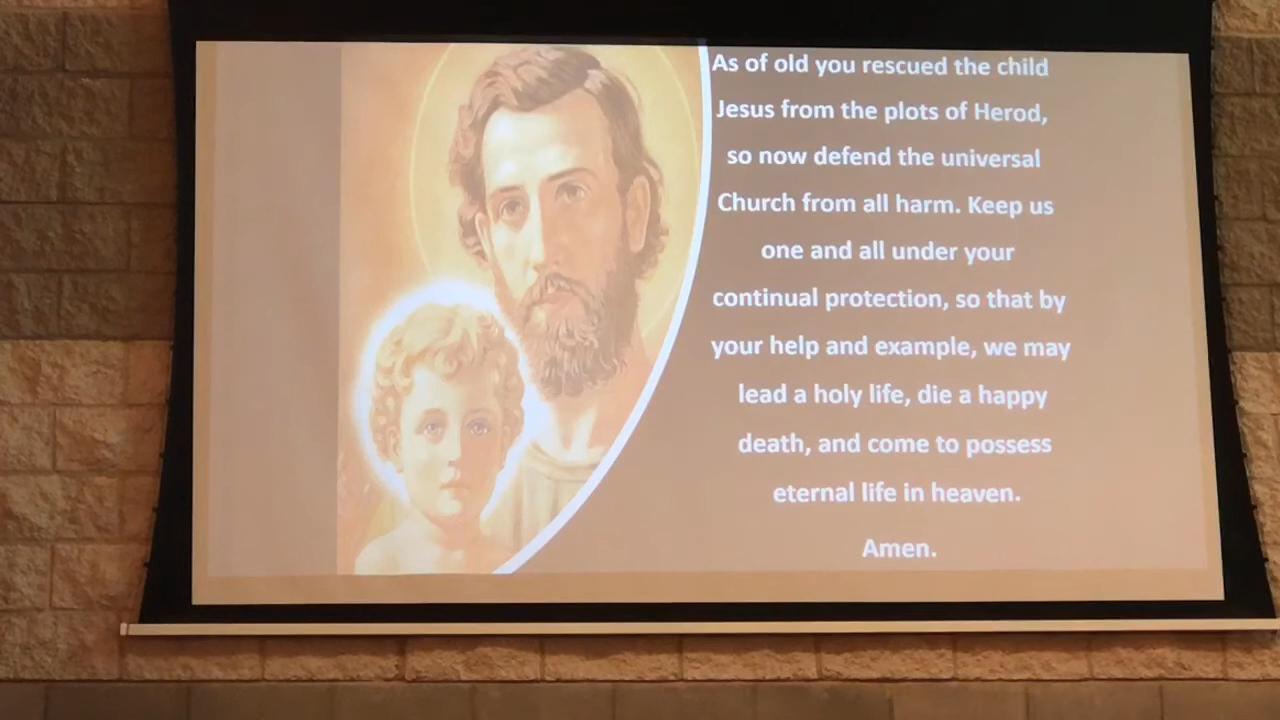 As of old you rescued the child
Jesus from the plots of Herod,
so now defend the universal
Church from all harm. Keep us
one and all under your
continual protection, so that by
your help and example, we may
lead a holy life, die a happy
death, and come to possess
eternal life in heaven.
Amen.